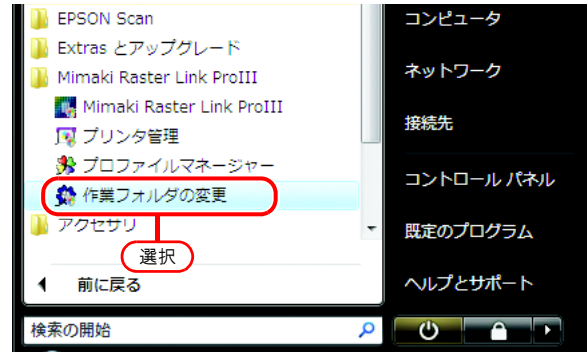 EPSON Scan
Extras とアップグレード
Mimaki Raster Link ProIII
Mimaki Raster Link ProIII
プリンタ管理
プロファイルマネージャー
作業フォルダの変更
アクセサリ
選択
前に戻る
検索の開始
コンピュータ
ネットワーク
接続先
コントロール パネル
既定のプログラム
ヘルプとサポート